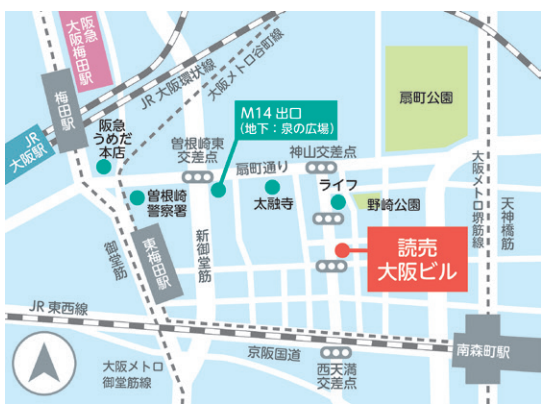 阪急
大阪梅田駅
梅田駅
JR
大阪駅
JR 大阪環状線
大阪メトロ谷町線
阪急
うめだ
本店
曽根崎東
交差点
M14 出口
(地下：泉の広場)
神山交差点
扇町公園
扇町通り
曽根崎
警察署
太融寺
ライフ
野崎公園
大阪メトロ堺筋線
天神橋筋
御堂筋
東梅田駅
新御堂筋
読売
大阪ビル
JR 東西線
京阪国道
南森町駅
大阪メトロ
御堂筋線
西天満
交差点